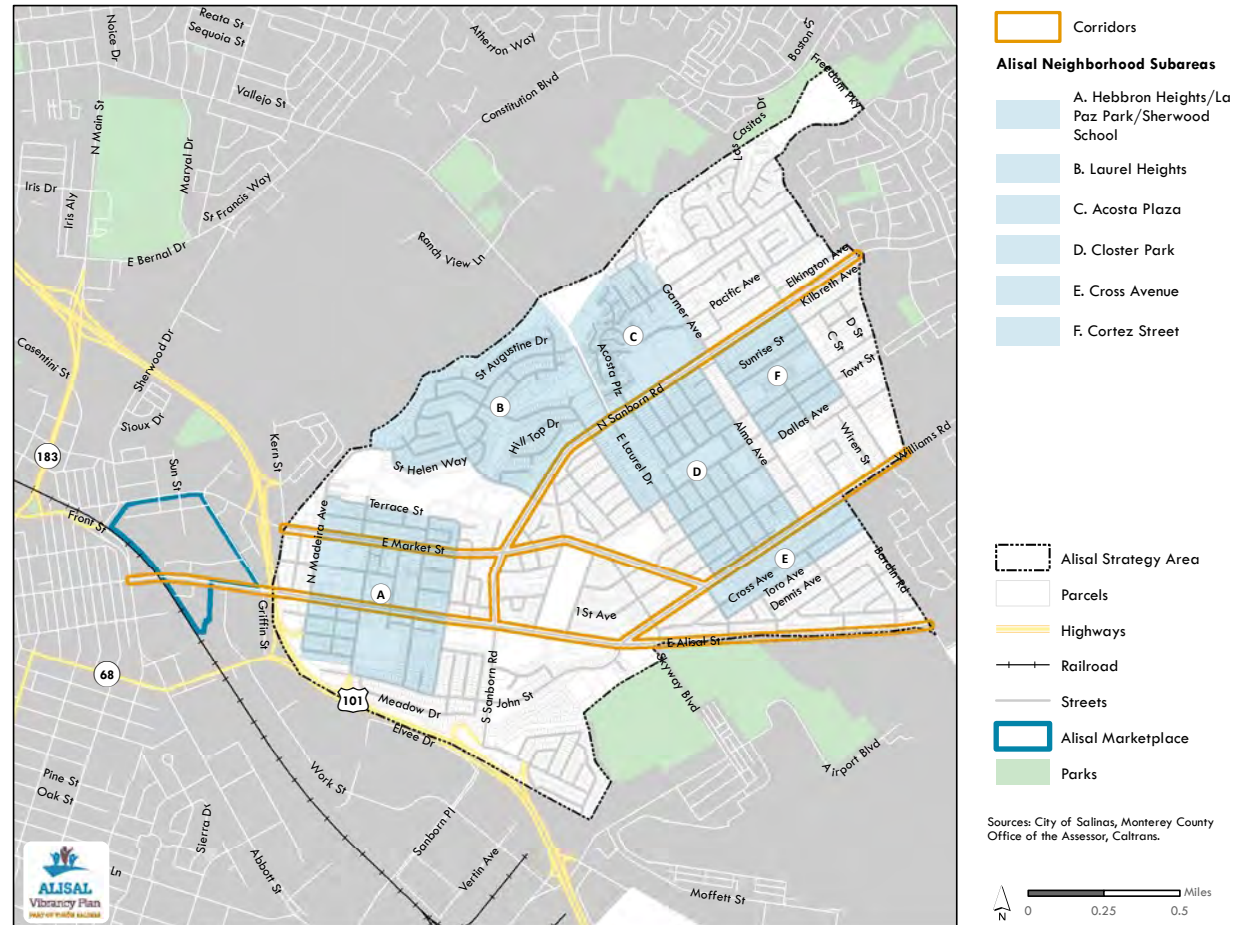 Noice Dr
Reata St
Sequoia St
Atherton Way
Boston St
Freedom Pky
Vallejo St
Constitution Blvd
Las Casitas Dr
N Main St
Maryal Dr
Iris Dr
Iris Aly
St Francis Way
E Bernal Dr
Ranch View Ln
Elkington Ave
Kilbreth Ave
Pacific Ave
Garner Ave
Casentini St
Sherwood Dr
St Augustine Dr
Acosta Plz
C
Sunrise St
D St
C St
Towt St
F
B
N Sanborn Rd
Sioux Dr
Hill Top Dr
Dallas Ave
Kern St
E Laurel Dr
Alma Ave
Wiren St
Williams Rd
183
Sun St
St Helen Way
D
Front St
N Madeira Ave
Terrace St
E Market St
E
Bardin Rd
A
Cross Ave
Toro Ave
Dennis Ave
Griffin St
1St Ave
E Alisal St
68
S Sanborn Rd
Skyway Blvd
101
Meadow Dr
John St
Elvee Dr
Airport Blvd
Pine St
Oak St
Work St
Sierra Dr
Sanborn Pl
Abbott St
Vertin Ave
Ln
Moffett St
ALISAL
Vibrancy Plan
Corridors
Alisal Neighborhood Subareas
A. Hebbron Heights/La
Paz Park/Sherwood
School
B. Laurel Heights
C. Acosta Plaza
D. Closter Park
E. Cross Avenue
F. Cortez Street
Alisal Strategy Area
Parcels
Highways
Railroad
Streets
Alisal Marketplace
Parks
Sources: City of Salinas, Monterey County
Office of the Assessor, Caltrans.
N
Miles
0 0.25 0.5